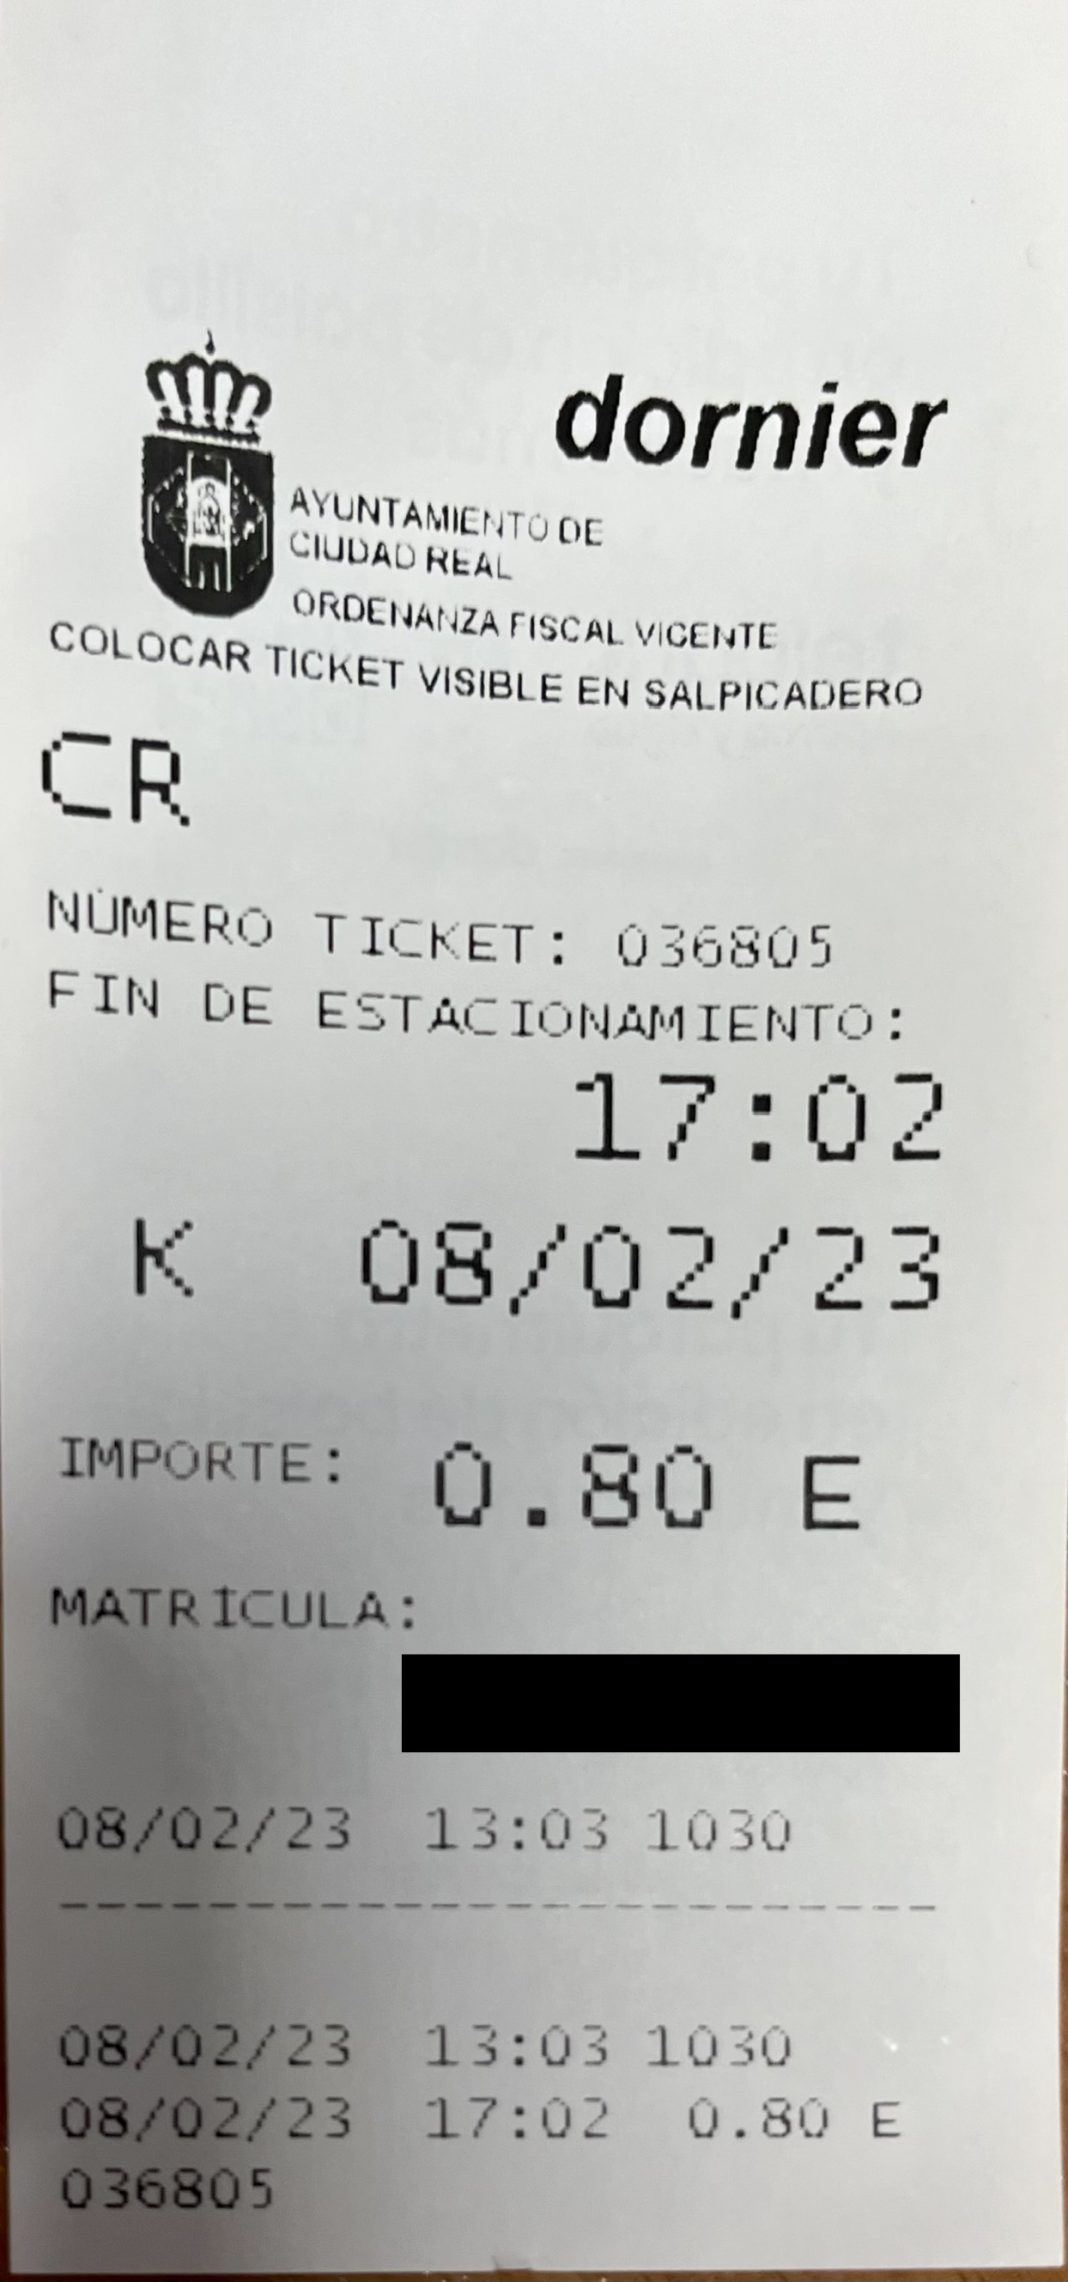 dornier
AYUNTAMIENTO DE
CIUDAD REAL
ORDENANZA FISCAL VIGENTE
COLOCAR TICKET VISIBLE EN SALPICADERO
CR
NÚMERO TICKET: 036805
FIN DE ESTACIONAMIENTO:
17:02
K 08/02/23
IMPORTE: 0.80 E
MATRÍCULA:
08/02/23 13:03 1030
--------------------------
08/02/23 13:03 1030
08/02/23 17:02 0.80 E
036805